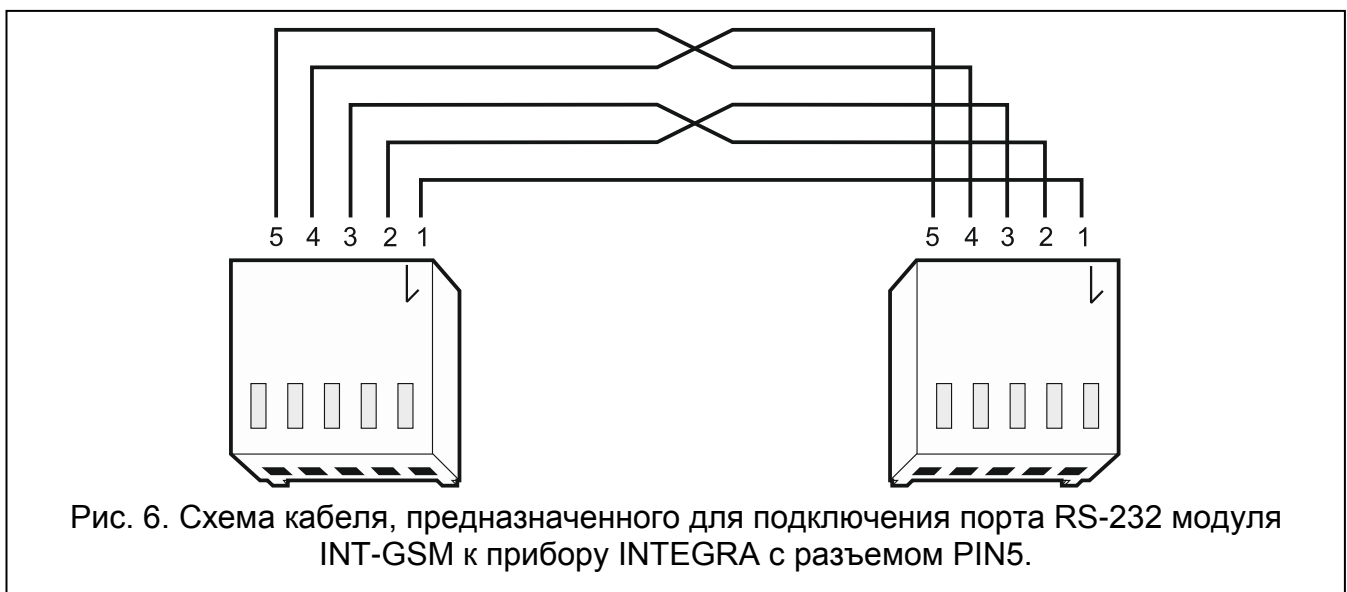 5 4 3 2 1 5 4 3 2 1
Рис. 6. Схема кабеля, предназначенного для подключения порта RS-232 модуля
INT-GSM к прибору INTEGRA с разъемом PIN5.